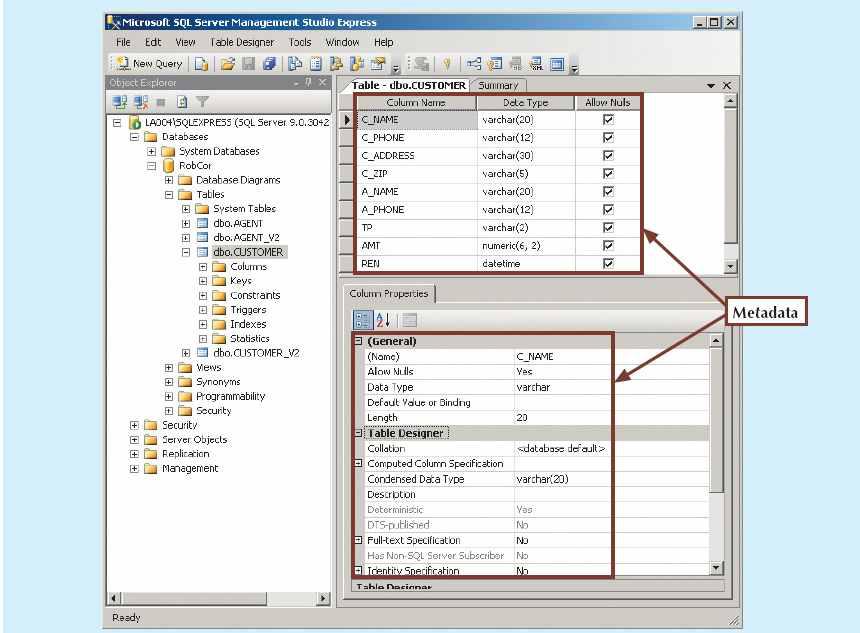 Microsoft SQL Server Management Studio Express
File Edit View Table Designer Tools Window Help
New Query
Object Explorer
LA004\SQLEXPRESS (SQL Server 9.0.3042
Databases
System Databases
RobCor
Database Diagrams
Tables
System Tables
dbo.AGENT
dbo.AGENT_V2
dbo.CUSTOMER
Columns
Keys
Constraints
Triggers
Indexes
Statistics
dbo.CUSTOMER_V2
Views
Synonyms
Programmability
Security
Security
Server Objects
Replication
Management
Table - dbo.CUSTOMER Summary
Column Name Data Type Allow Nuls
C_NAME varchar(20)
C_PHONE varchar(12)
C_ADDRESS varchar(30)
C_ZIP varchar(5)
A_NAME varchar(20)
A_PHONE varchar(12)
TP varchar(2)
AMT numeric(6, 2)
REN datetime
Metadata
Column Properties
(General)
(Name) C_NAME
Allow Nulls Yes
Data Type varchar
Default Value or Binding
Length 20
Table Designer
Collation <database default>
Computed Column Specification
Condensed Data Type varchar(20)
Description
Deterministic Yes
DTS-published No
Full-text Specification No
Has Non-SQL Server Subscriber No
Identity Specification No
Table Designer
Ready